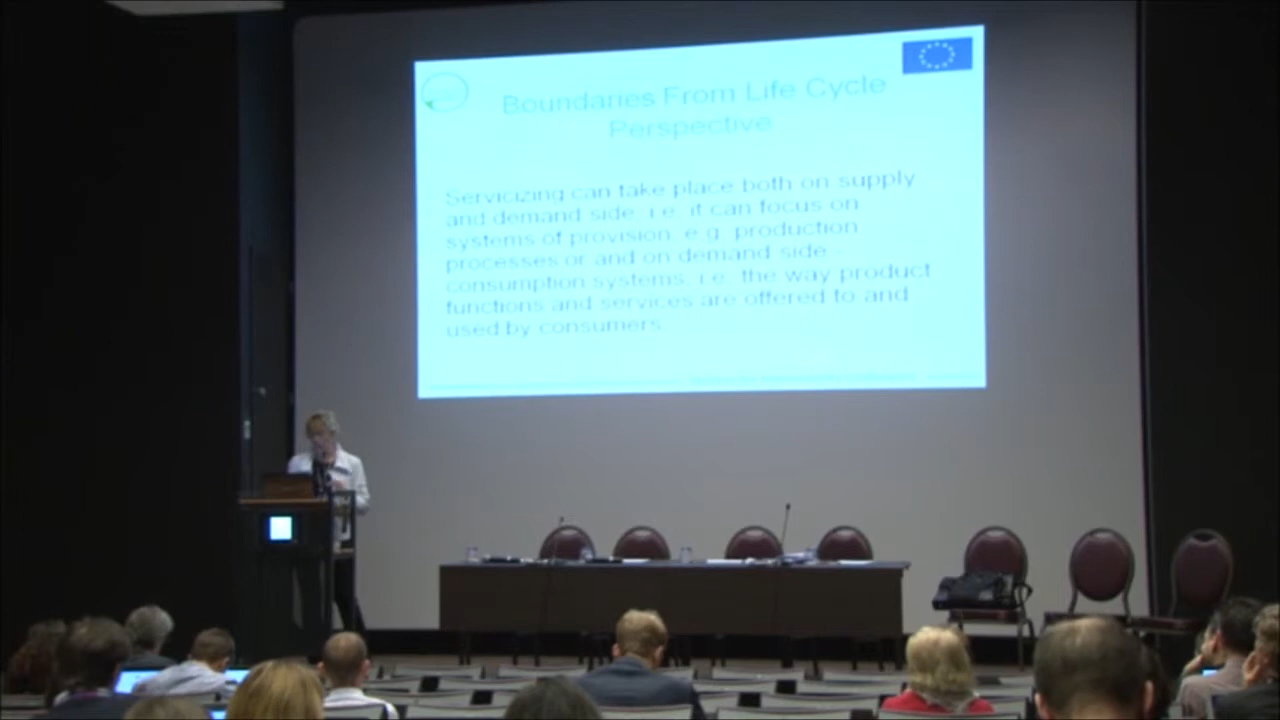 Boundaries From Life Cycle
Perspective
Servicizing can take place both on supply
and demand side, i.e. it can focus on
systems of provision, e.g. production
processes or and on demand side -
consumption systems, i.e. the way product
functions and services are offered to and
used by consumers.